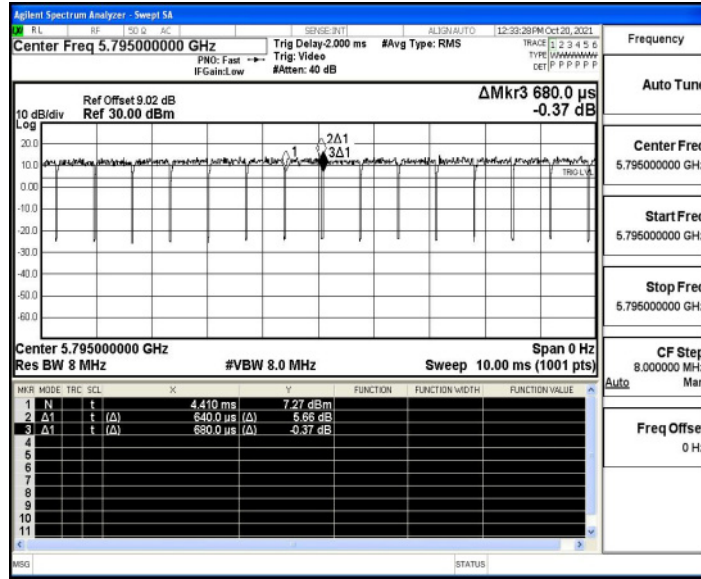 Agilent Spectrum Analyzer - Swept SA
RL RF 50 Ω AC SENSE:INT ALIGNAUTO 12:33:28 PM Oct 20, 2021
Center Freq 5.795000000 GHz
PNO: Fast
IFGain:Low
Trig Delay-2.000 ms
Trig: Video
#Atten: 40 dB
#Avg Type: RMS
TRACE 1 2 3 4 5 6
TYPE WWWWWW
DET P P P P P P
ΔMkr3 680.0 µs
-0.37 dB
Ref Offset 9.02 dB
10 dB/div Ref 30.00 dBm
Log
20.0
10.0
0.00
-10.0
-20.0
-30.0
-40.0
-50.0
-60.0
1
2Δ1
3Δ1
TRIG LVL
Center 5.795000000 GHz Span 0 Hz
Res BW 8 MHz #VBW 8.0 MHz Sweep 10.00 ms (1001 pts)
MKR MODE TRC SCL X Y FUNCTION FUNCTION WIDTH FUNCTION VALUE
1 N t 4.410 ms 7.27 dBm
2 Δ1 t (Δ) 640.0 µs (Δ) 5.66 dB
3 Δ1 t (Δ) 680.0 µs (Δ) -0.37 dB
4
5
6
7
8
9
10
11
MSG STATUS
Frequency
Auto Tune
Center Freq
5.795000000 GHz
Start Freq
5.795000000 GHz
Stop Freq
5.795000000 GHz
CF Step
8.000000 MHz
Auto Man
Freq Offset
0 Hz